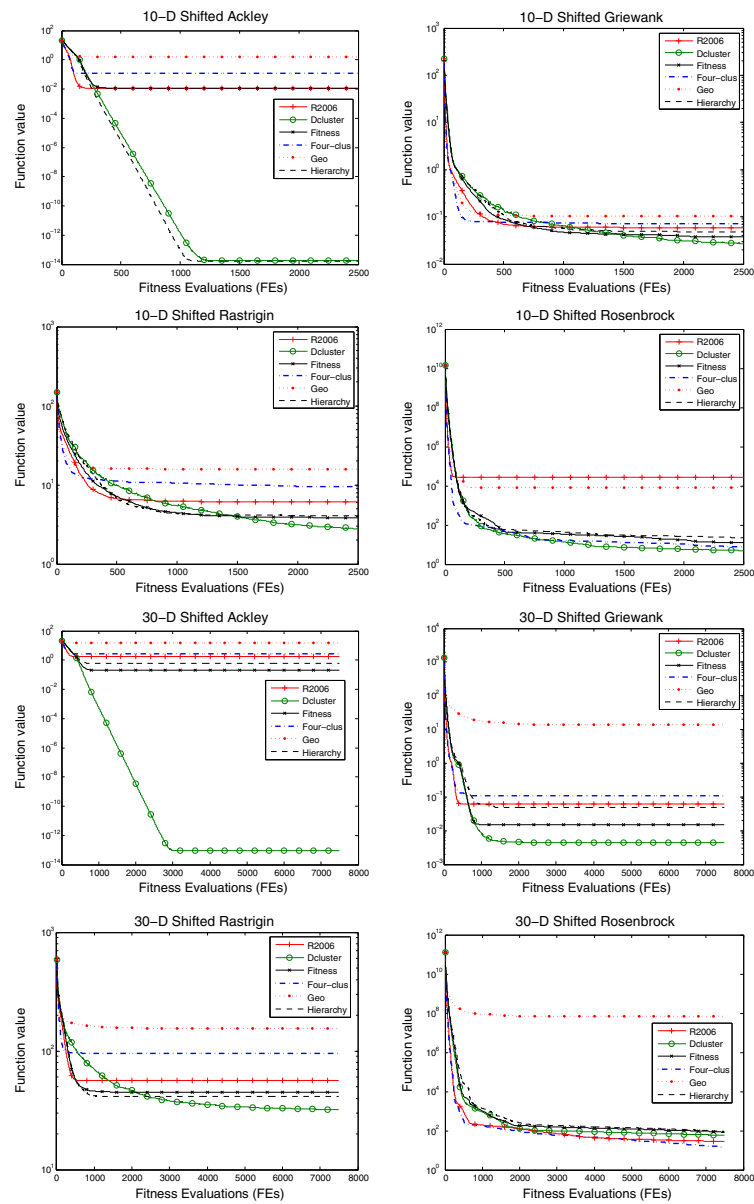 10−D Shifted Ackley
10^2
10^0
10^−2
10^−4
10^−6
10^−8
10^−10
10^−12
10^−14
Function value
R2006
Dcluster
Fitness
Four−clus
Geo
Hierarchy
0 500 1000 1500 2000 2500
Fitness Evaluations (FEs)
10−D Shifted Griewank
10^3
10^2
10^1
10^0
10^−1
10^−2
Function value
R2006
Dcluster
Fitness
Four−clus
Geo
Hierarchy
0 500 1000 1500 2000 2500
Fitness Evaluations (FEs)
10−D Shifted Rastrigin
10^3
10^2
10^1
10^0
Function value
R2006
Dcluster
Fitness
Four−clus
Geo
Hierarchy
0 500 1000 1500 2000 2500
Fitness Evaluations (FEs)
10−D Shifted Rosenbrock
10^12
10^10
10^8
10^6
10^4
10^2
10^0
Function value
R2006
Dcluster
Fitness
Four−clus
Geo
Hierarchy
0 500 1000 1500 2000 2500
Fitness Evaluations (FEs)
30−D Shifted Ackley
10^2
10^0
10^−2
10^−4
10^−6
10^−8
10^−10
10^−12
10^−14
Function value
R2006
Dcluster
Fitness
Four−clus
Geo
Hierarchy
0 1000 2000 3000 4000 5000 6000 7000 8000
Fitness Evaluations (FEs)
30−D Shifted Griewank
10^4
10^3
10^2
10^1
10^0
10^−1
10^−2
10^−3
Function value
R2006
Dcluster
Fitness
Four−clus
Geo
Hierarchy
0 1000 2000 3000 4000 5000 6000 7000 8000
Fitness Evaluations (FEs)
30−D Shifted Rastrigin
10^3
10^2
10^1
Function value
R2006
Dcluster
Fitness
Four−clus
Geo
Hierarchy
0 1000 2000 3000 4000 5000 6000 7000 8000
Fitness Evaluations (FEs)
30−D Shifted Rosenbrock
10^12
10^10
10^8
10^6
10^4
10^2
10^0
Function value
R2006
Dcluster
Fitness
Four−clus
Geo
Hierarchy
0 1000 2000 3000 4000 5000 6000 7000 8000
Fitness Evaluations (FEs)